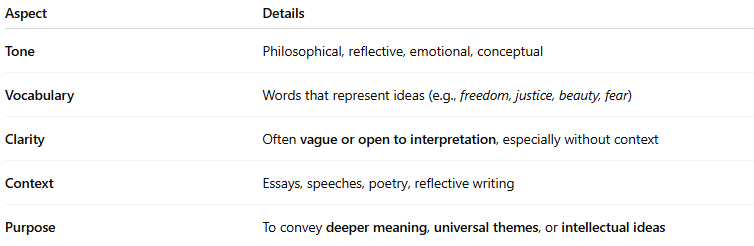 Aspect Details
Tone Philosophical, reflective, emotional, conceptual
Vocabulary Words that represent ideas (e.g., freedom, justice, beauty, fear)
Clarity Often vague or open to interpretation, especially without context
Context Essays, speeches, poetry, reflective writing
Purpose To convey deeper meaning, universal themes, or intellectual ideas